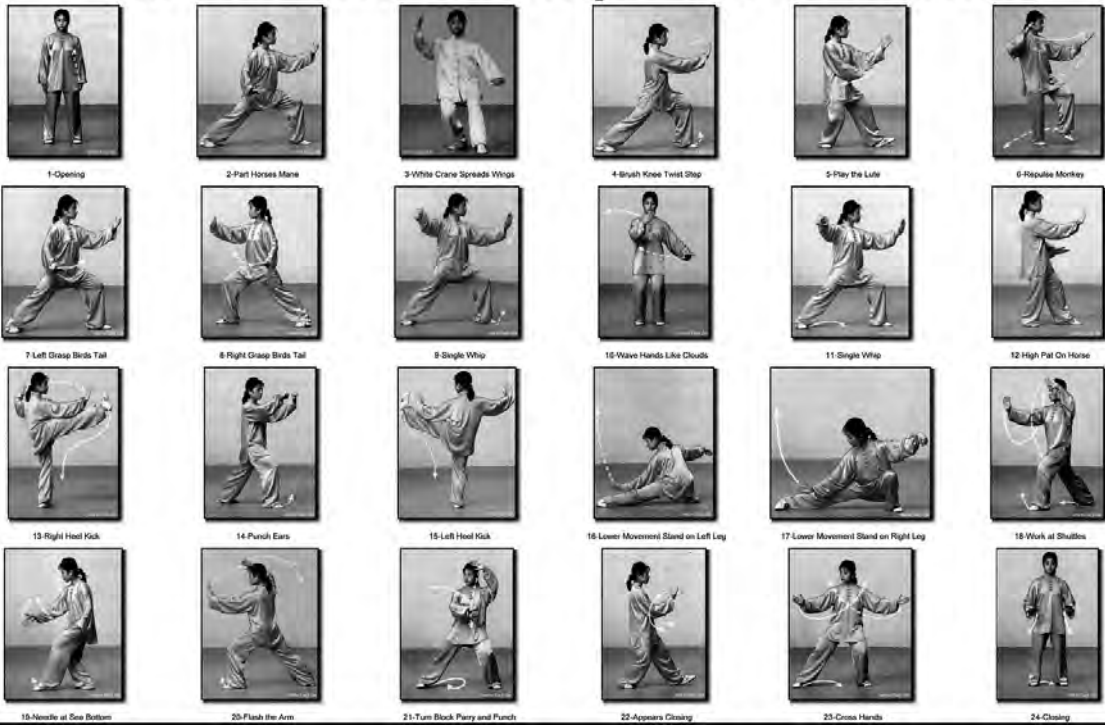 1-Opening
2-Part Horses Mane
3-White Crane Spreads Wings
4-Brush Knee Twist Step
5-Play the Lute
6-Repulse Monkey
7-Left Grasp Birds Tail
8-Right Grasp Birds Tail
9-Single Whip
10-Wave Hands Like Clouds
11-Single Whip
12-High Pat On Horse
13-Right Heel Kick
14-Punch Ears
15-Left Heel Kick
16-Lower Movement Stand on Left Leg
17-Lower Movement Stand on Right Leg
18-Work at Shuttles
19-Needle at Sea Bottom
20-Flash the Arm
21-Turn Block Parry and Punch
22-Appears Closing
23-Cross Hands
24-Closing